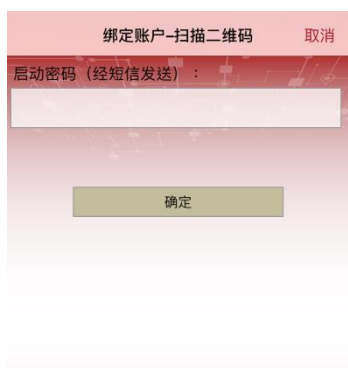 绑定账户-扫描二维码 取消
启动密码（经短信发送）：
确定